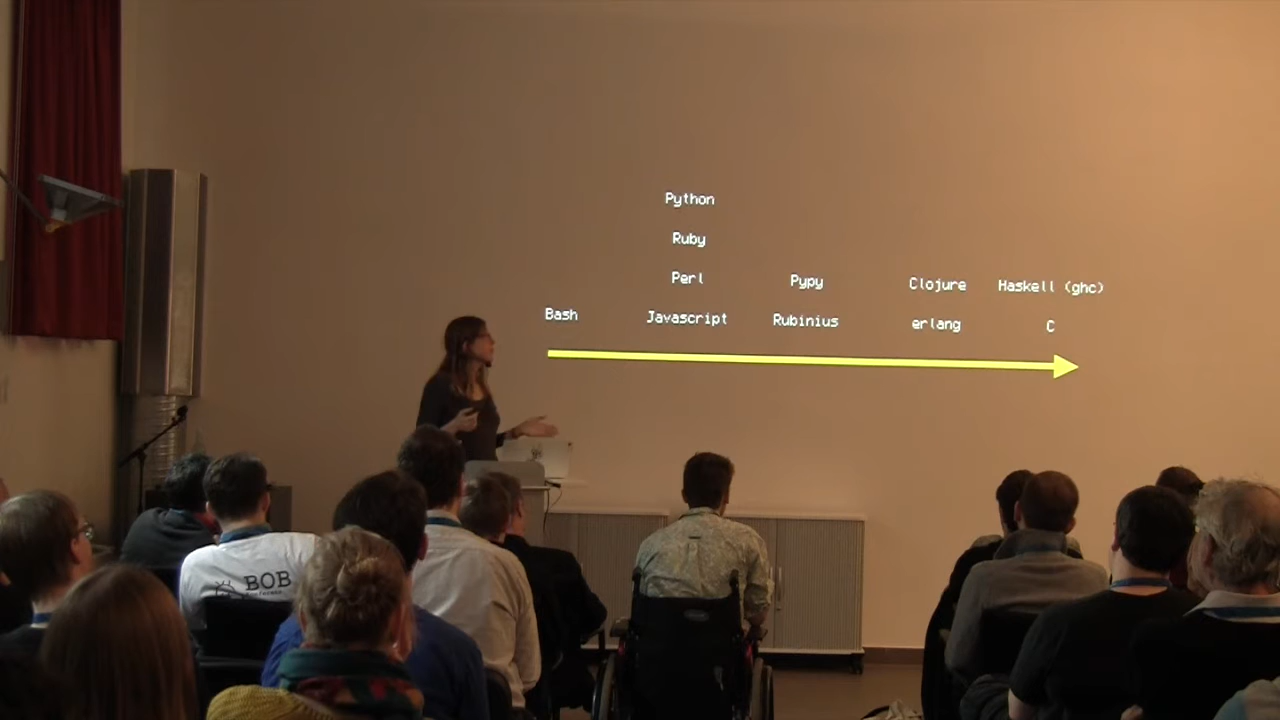 Python
Ruby
Perl Pypy Clojure Haskell (ghc)
Bash Javascript Rubinius erlang C
BOB